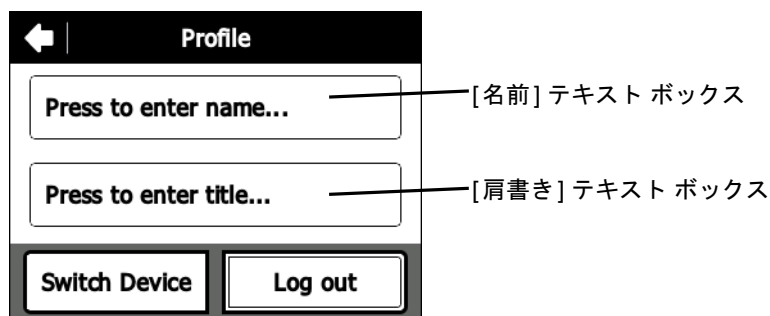 Profile
Press to enter name...
[名前] テキスト ボックス
Press to enter title...
[肩書き] テキスト ボックス
Switch Device
Log out